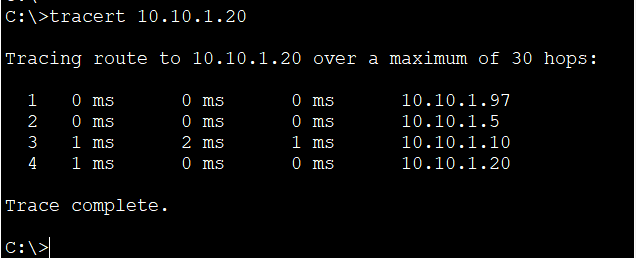 C:\>tracert 10.10.1.20
Tracing route to 10.10.1.20 over a maximum of 30 hops:
1 0 ms 0 ms 0 ms 10.10.1.97
2 0 ms 0 ms 0 ms 10.10.1.5
3 1 ms 2 ms 1 ms 10.10.1.10
4 1 ms 0 ms 0 ms 10.10.1.20
Trace complete.
C:\>